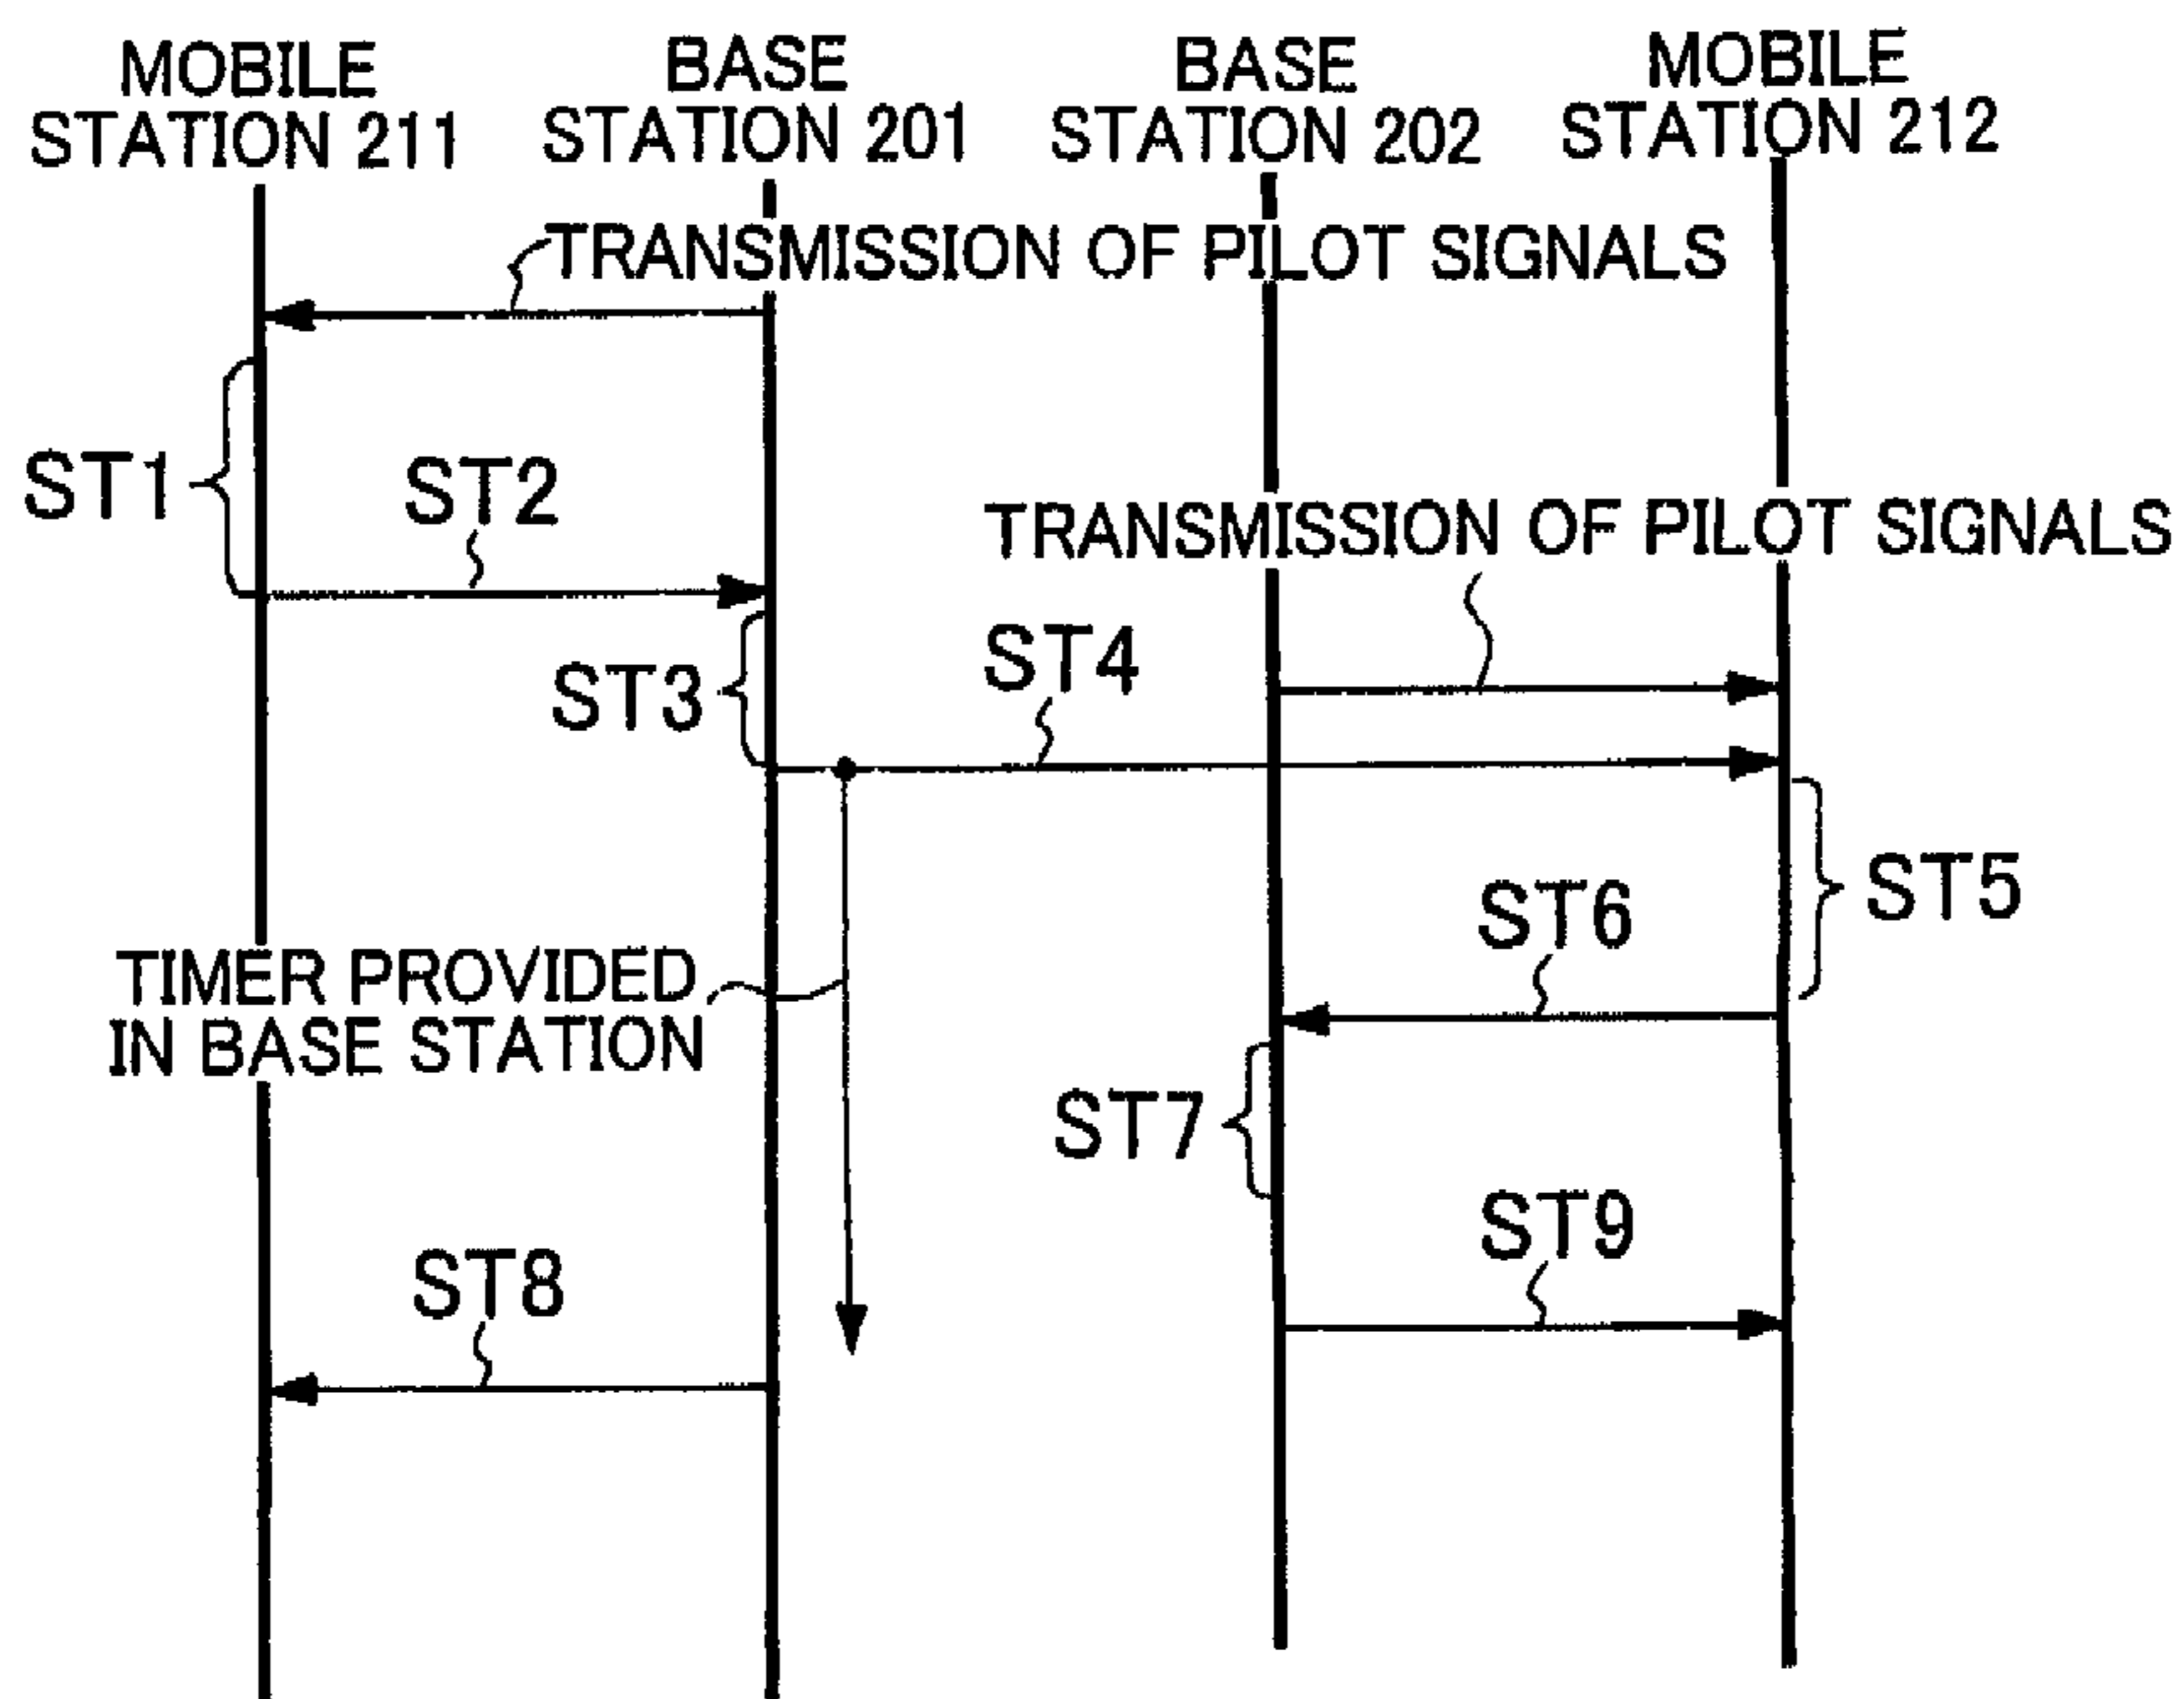 MOBILE
STATION 211
BASE
STATION 201
BASE
STATION 202
MOBILE
STATION 212
TRANSMISSION OF PILOT SIGNALS
ST1
ST2
TRANSMISSION OF PILOT SIGNALS
ST3
ST4
ST5
ST6
TIMER PROVIDED
IN BASE STATION
ST7
ST9
ST8